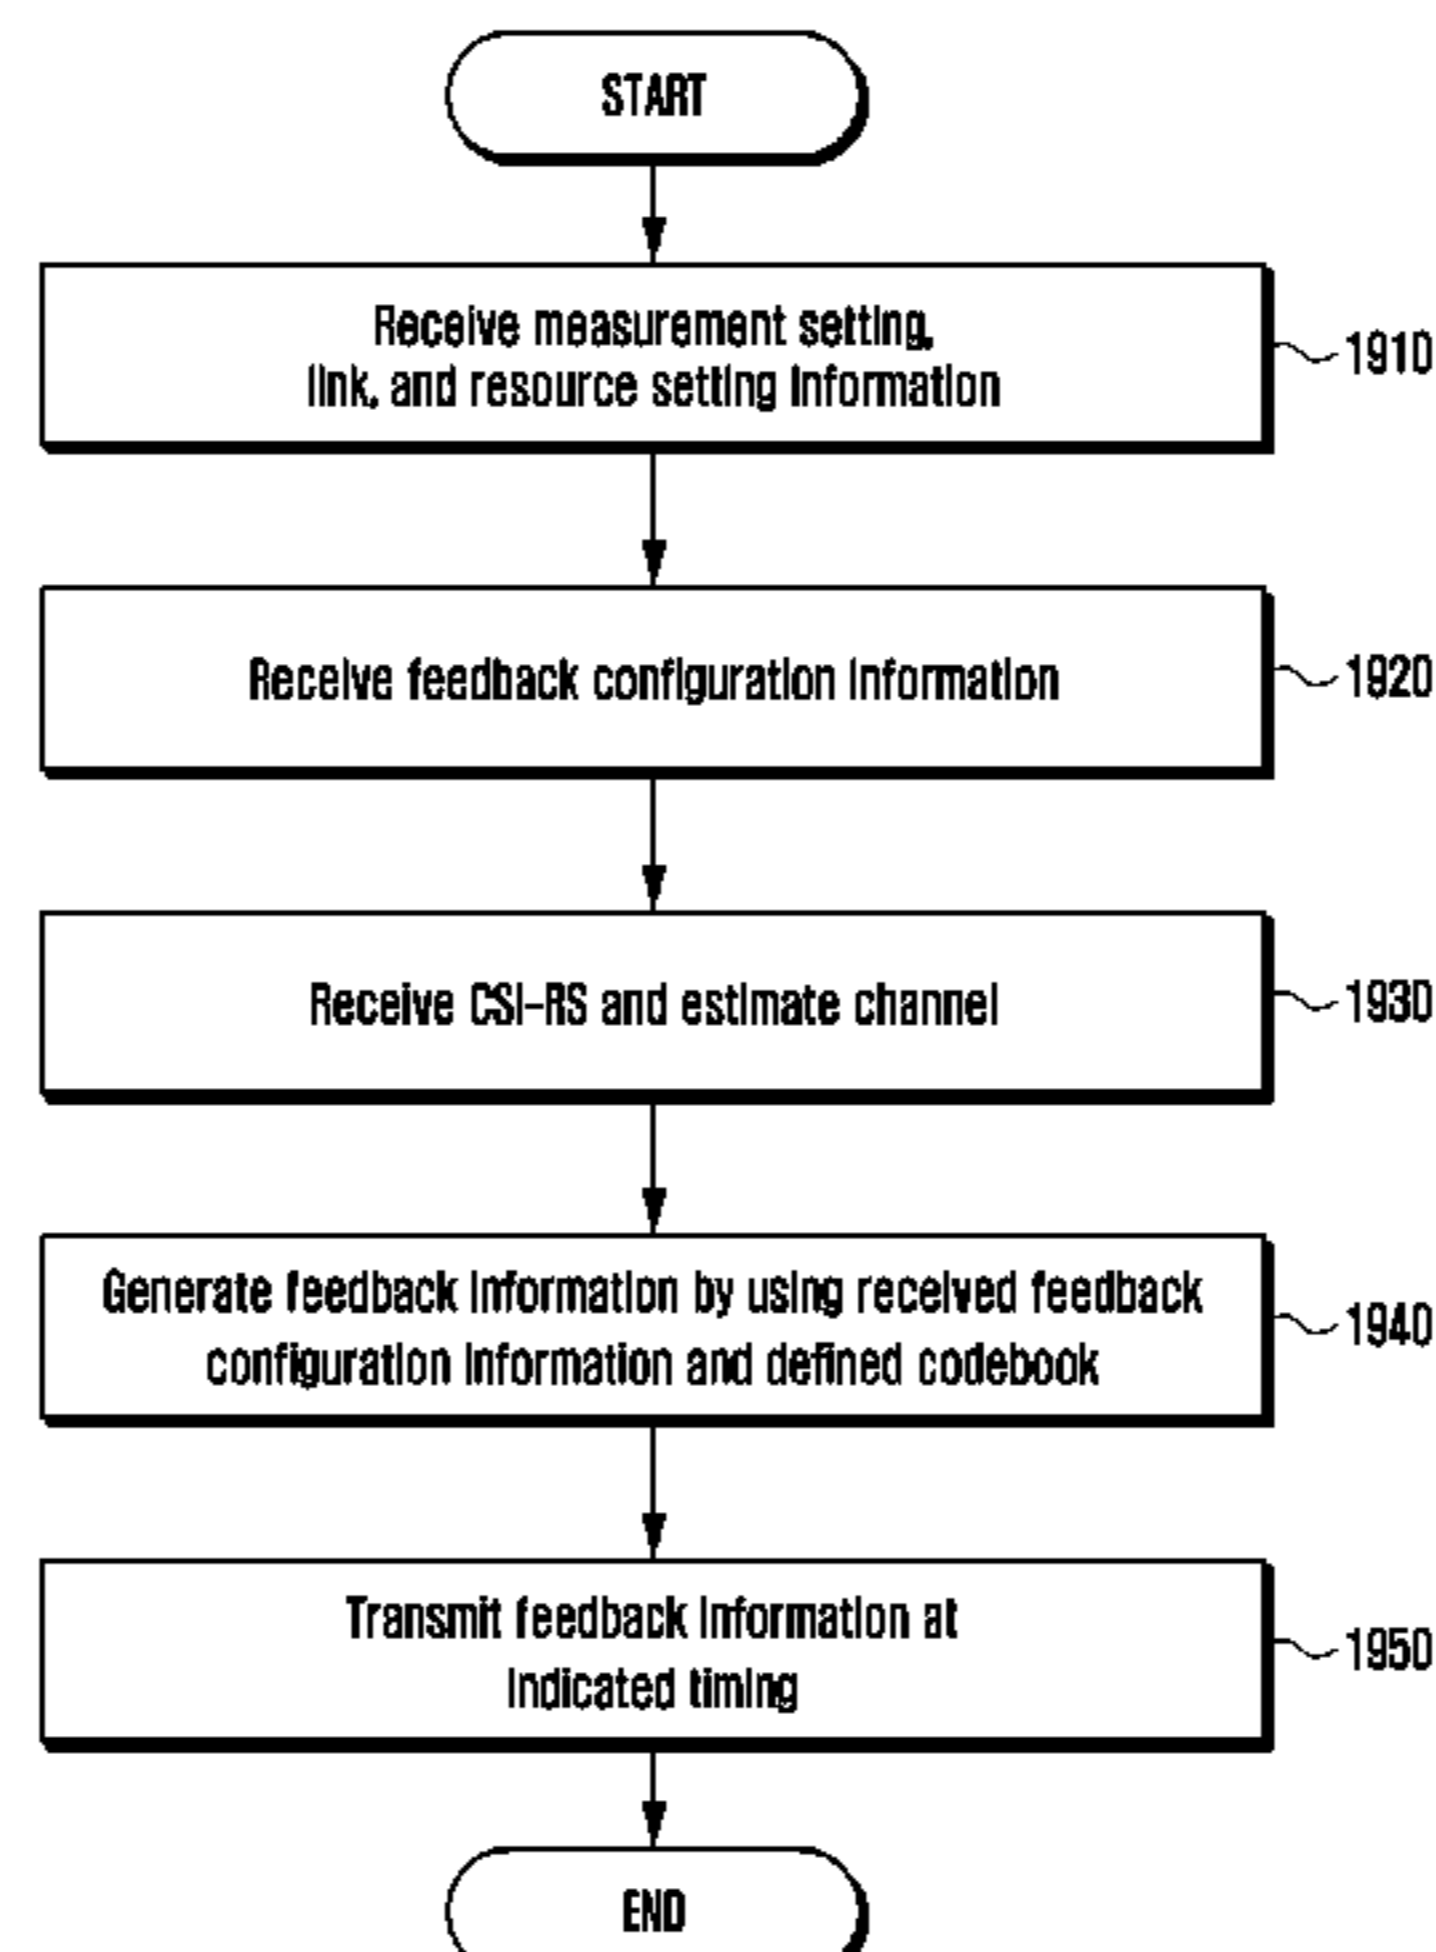 START
Receive measurement setting,
link, and resource setting information
1910
Receive feedback configuration information
1920
Receive CSI-RS and estimate channel
1930
Generate feedback information by using received feedback
configuration information and defined codebook
1940
Transmit feedback information at
indicated timing
1950
END